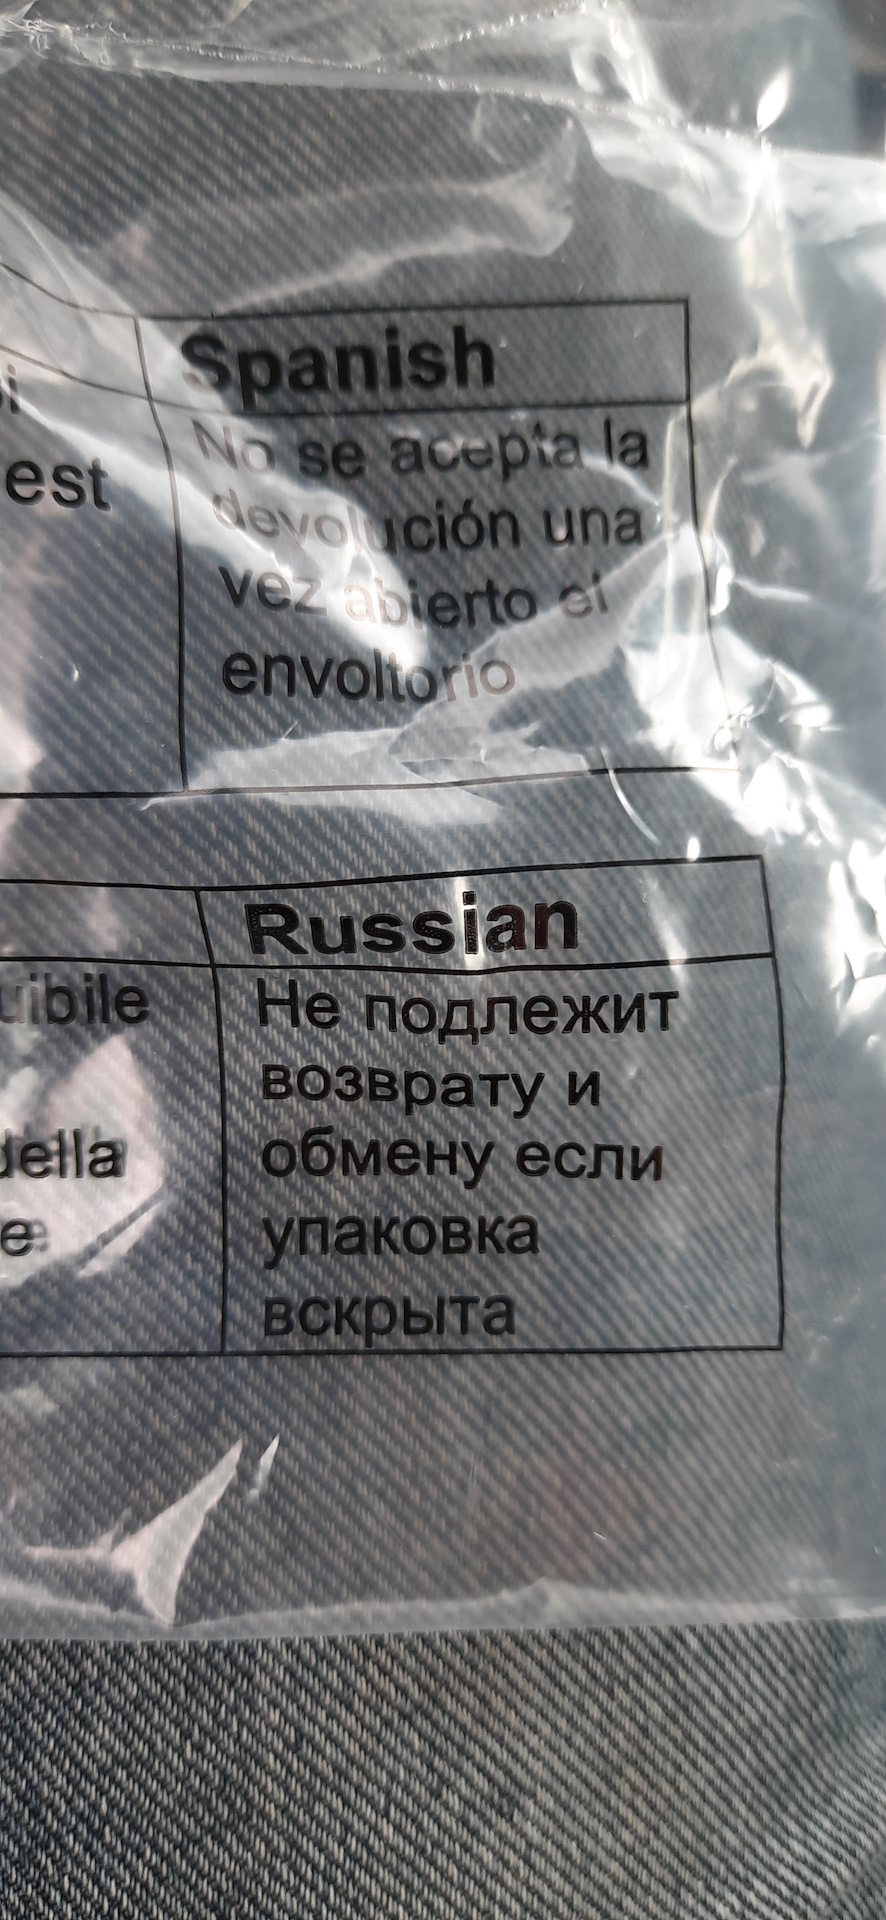 est
Spanish
No se acepta la
devolución una
vez abierto el
envoltorio
uibile
della
Russian
Не подлежит
возврату и
обмену если
упаковка
вскрыта